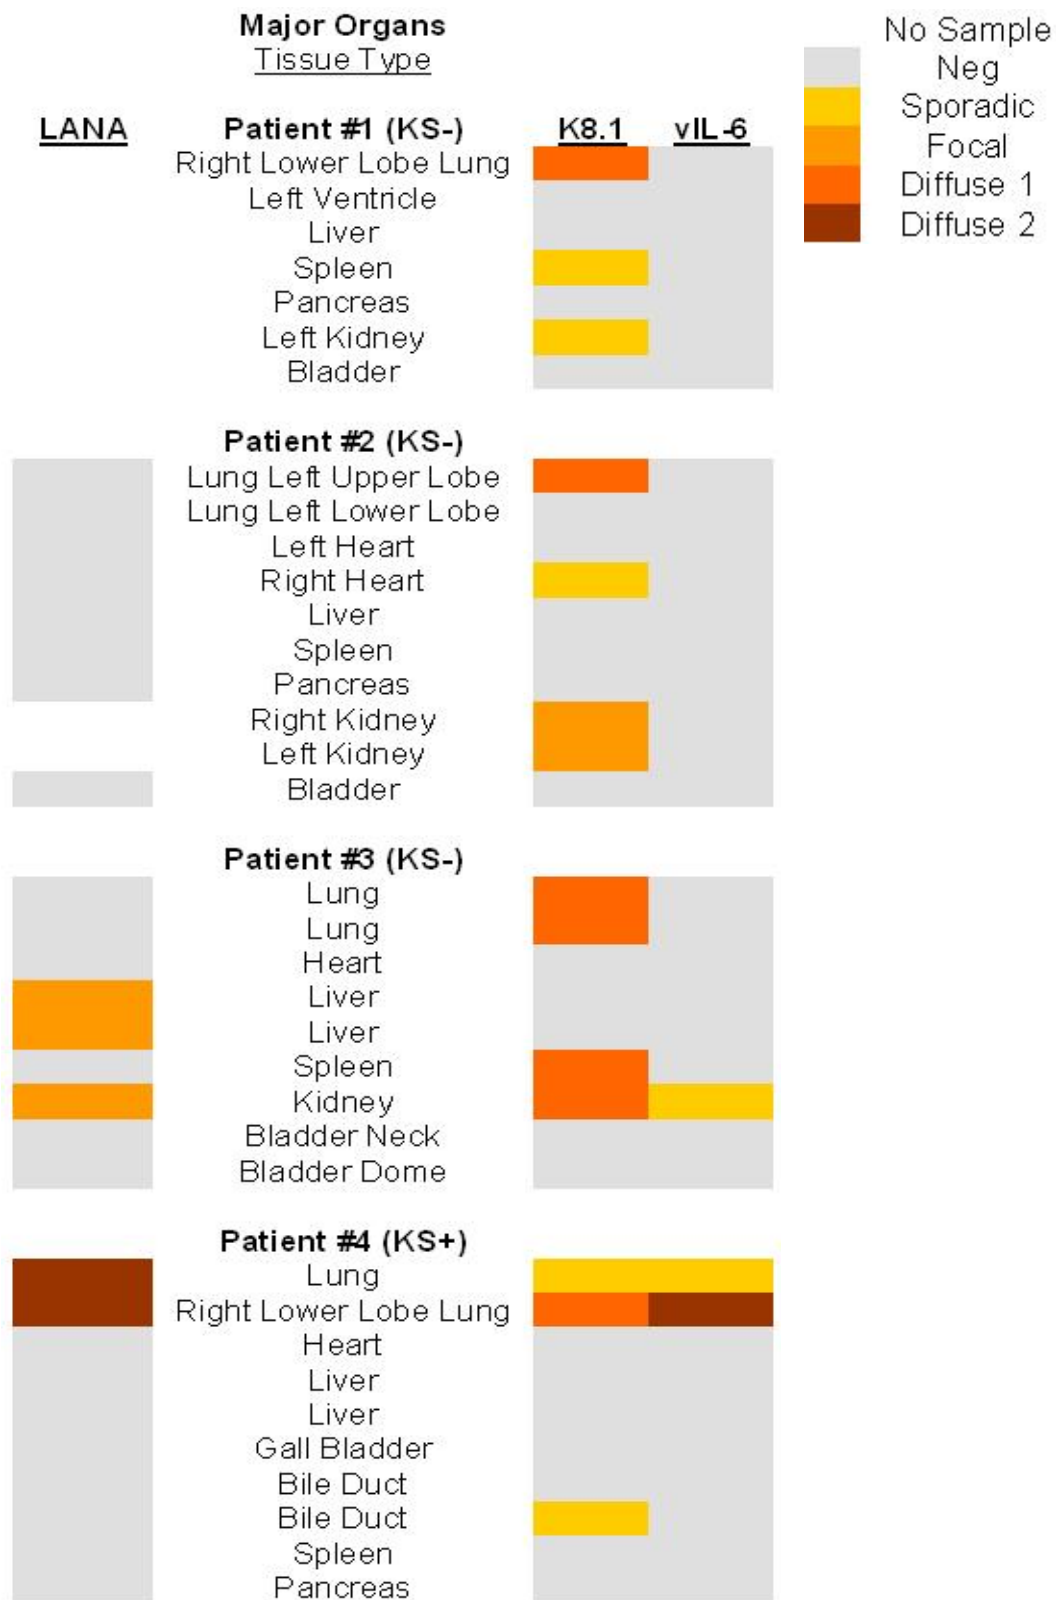 Major Organs
Tissue Type
No Sample
Neg
Sporadic
Focal
Diffuse 1
Diffuse 2
LANA Patient #1 (KS-) K8.1 vIL-6
Right Lower Lobe Lung
Left Ventricle
Liver
Spleen
Pancreas
Left Kidney
Bladder
Patient #2 (KS-)
Lung Left Upper Lobe
Lung Left Lower Lobe
Left Heart
Right Heart
Liver
Spleen
Pancreas
Right Kidney
Left Kidney
Bladder
Patient #3 (KS-)
Lung
Lung
Heart
Liver
Liver
Spleen
Kidney
Bladder Neck
Bladder Dome
Patient #4 (KS+)
Lung
Right Lower Lobe Lung
Heart
Liver
Liver
Gall Bladder
Bile Duct
Bile Duct
Spleen
Pancreas